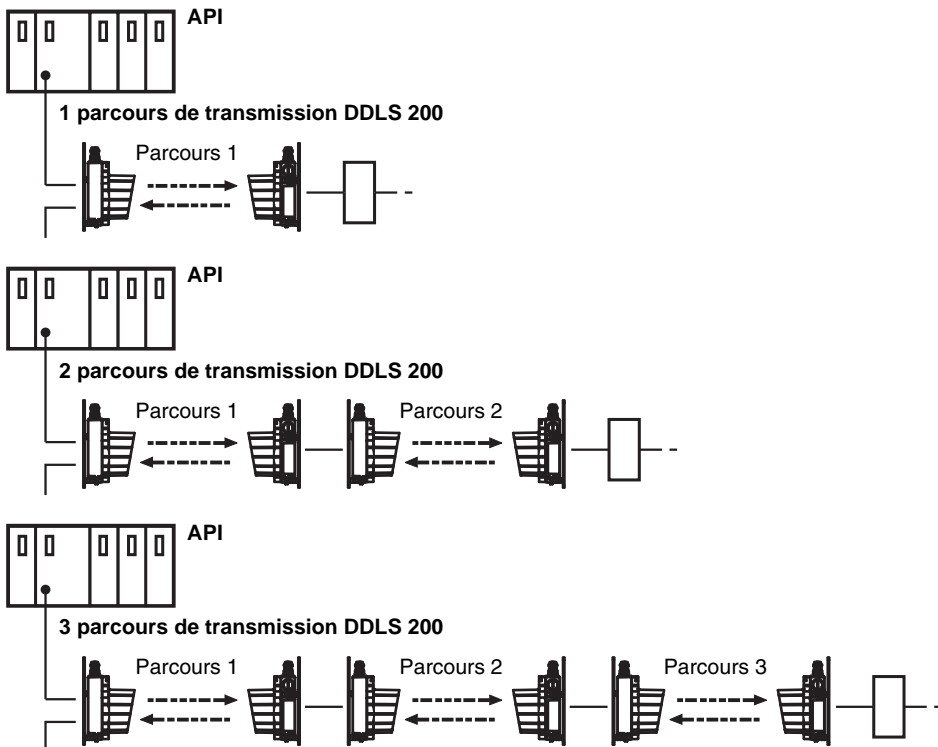 API
1 parcours de transmission DDLS 200
Parcours 1
API
2 parcours de transmission DDLS 200
Parcours 1
Parcours 2
API
3 parcours de transmission DDLS 200
Parcours 1
Parcours 2
Parcours 3